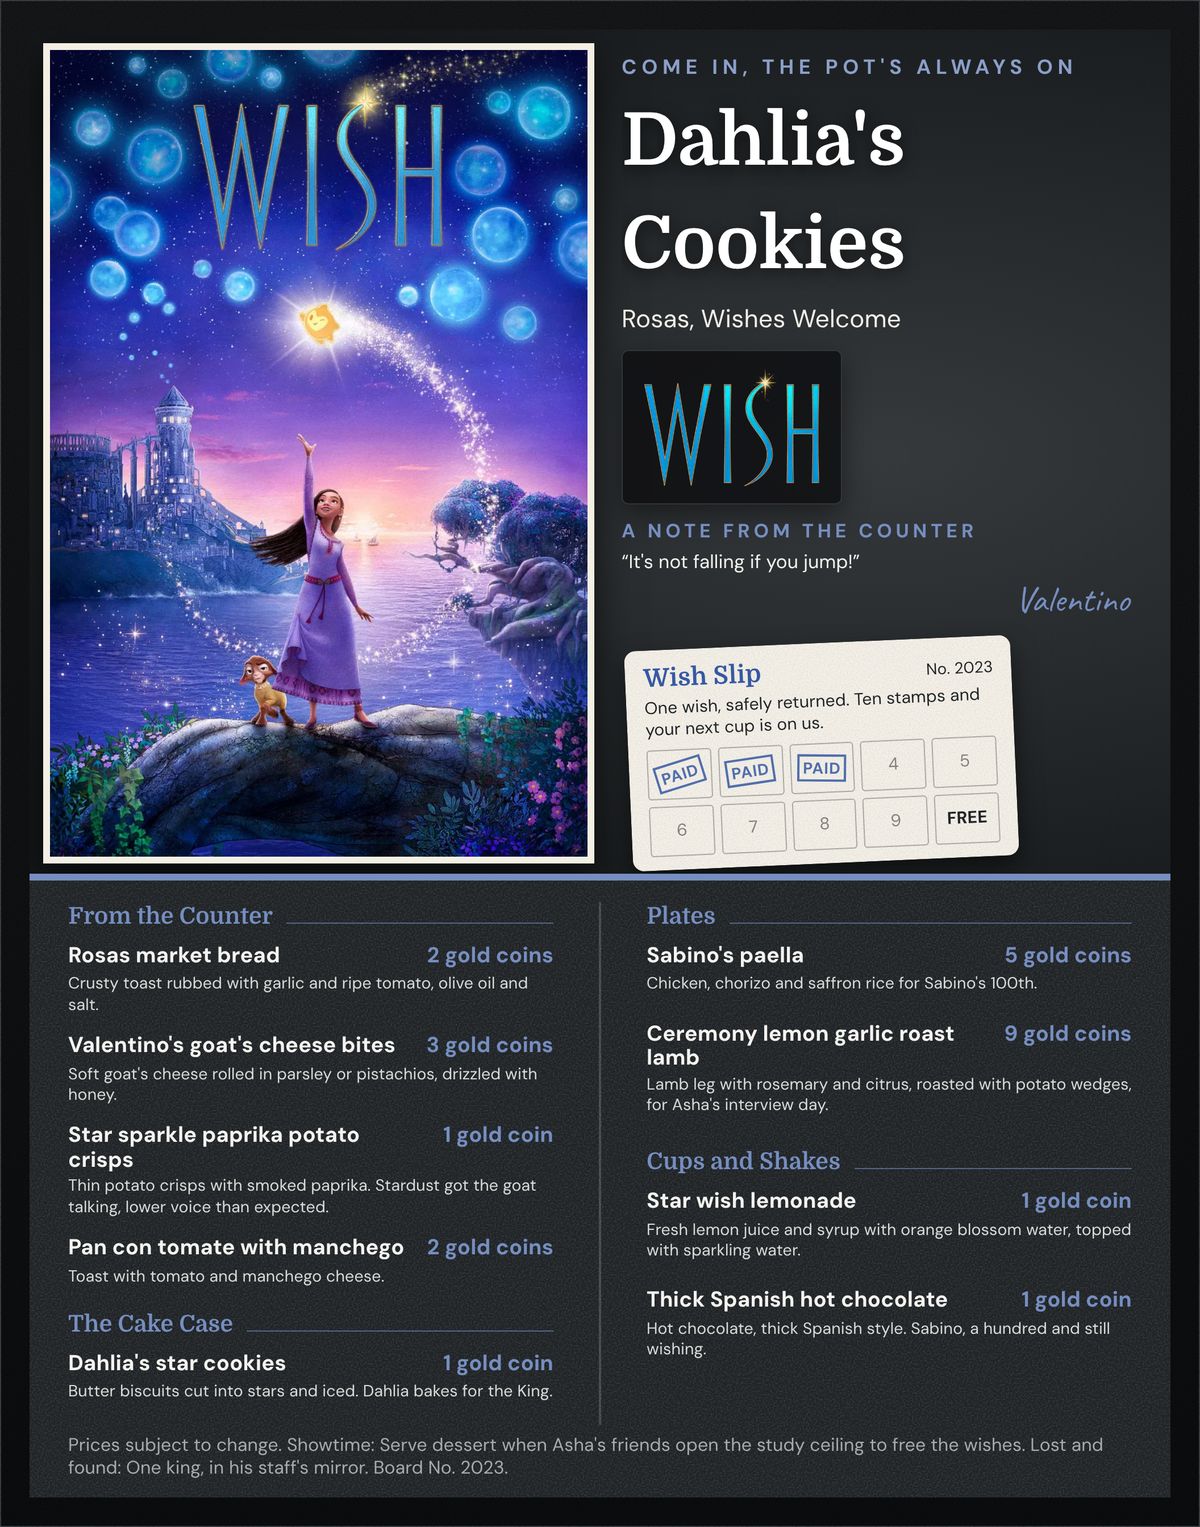 WISH
COME IN, THE POT'S ALWAYS ON
Dahlia's
Cookies
Rosas, Wishes Welcome
WISH
A NOTE FROM THE COUNTER
“It's not falling if you jump!”
Valentino
Wish Slip No. 2023
One wish, safely returned. Ten stamps and
your next cup is on us.
PAID PAID PAID 4 5
6 7 8 9 FREE
From the Counter
Rosas market bread 2 gold coins
Crusty toast rubbed with garlic and ripe tomato, olive oil and
salt.
Valentino's goat's cheese bites 3 gold coins
Soft goat's cheese rolled in parsley or pistachios, drizzled with
honey.
Star sparkle paprika potato 1 gold coin
crisps
Thin potato crisps with smoked paprika. Stardust got the goat
talking, lower voice than expected.
Pan con tomate with manchego 2 gold coins
Toast with tomato and manchego cheese.
The Cake Case
Dahlia's star cookies 1 gold coin
Butter biscuits cut into stars and iced. Dahlia bakes for the King.
Plates
Sabino's paella 5 gold coins
Chicken, chorizo and saffron rice for Sabino's 100th.
Ceremony lemon garlic roast 9 gold coins
lamb
Lamb leg with rosemary and citrus, roasted with potato wedges,
for Asha's interview day.
Cups and Shakes
Star wish lemonade 1 gold coin
Fresh lemon juice and syrup with orange blossom water, topped
with sparkling water.
Thick Spanish hot chocolate 1 gold coin
Hot chocolate, thick Spanish style. Sabino, a hundred and still
wishing.
Prices subject to change. Showtime: Serve dessert when Asha's friends open the study ceiling to free the wishes. Lost and
found: One king, in his staff's mirror. Board No. 2023.